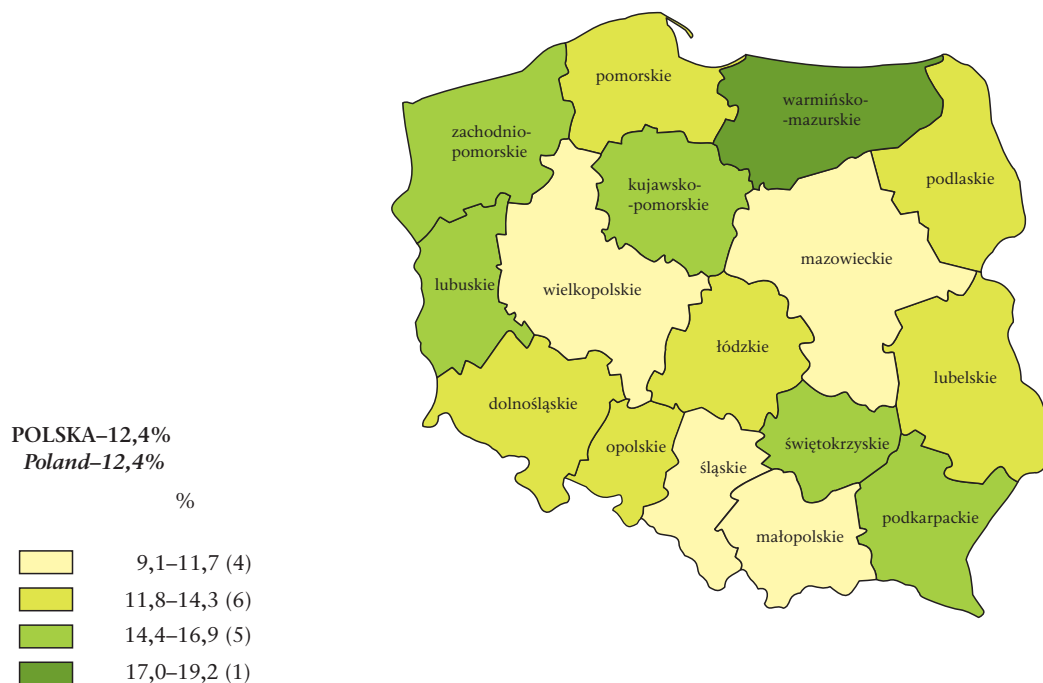 pomorskie
warmińsko-
-mazurskie
zachodnio-
pomorskie
podlaskie
kujawsko-
-pomorskie
mazowieckie
lubuskie
wielkopolskie
łódzkie
lubelskie
dolnośląskie
POLSKA–12,4%
Poland–12,4%
opolskie
świętokrzyskie
śląskie
%
podkarpackie
małopolskie
9,1–11,7 (4)
11,8–14,3 (6)
14,4–16,9 (5)
17,0–19,2 (1)